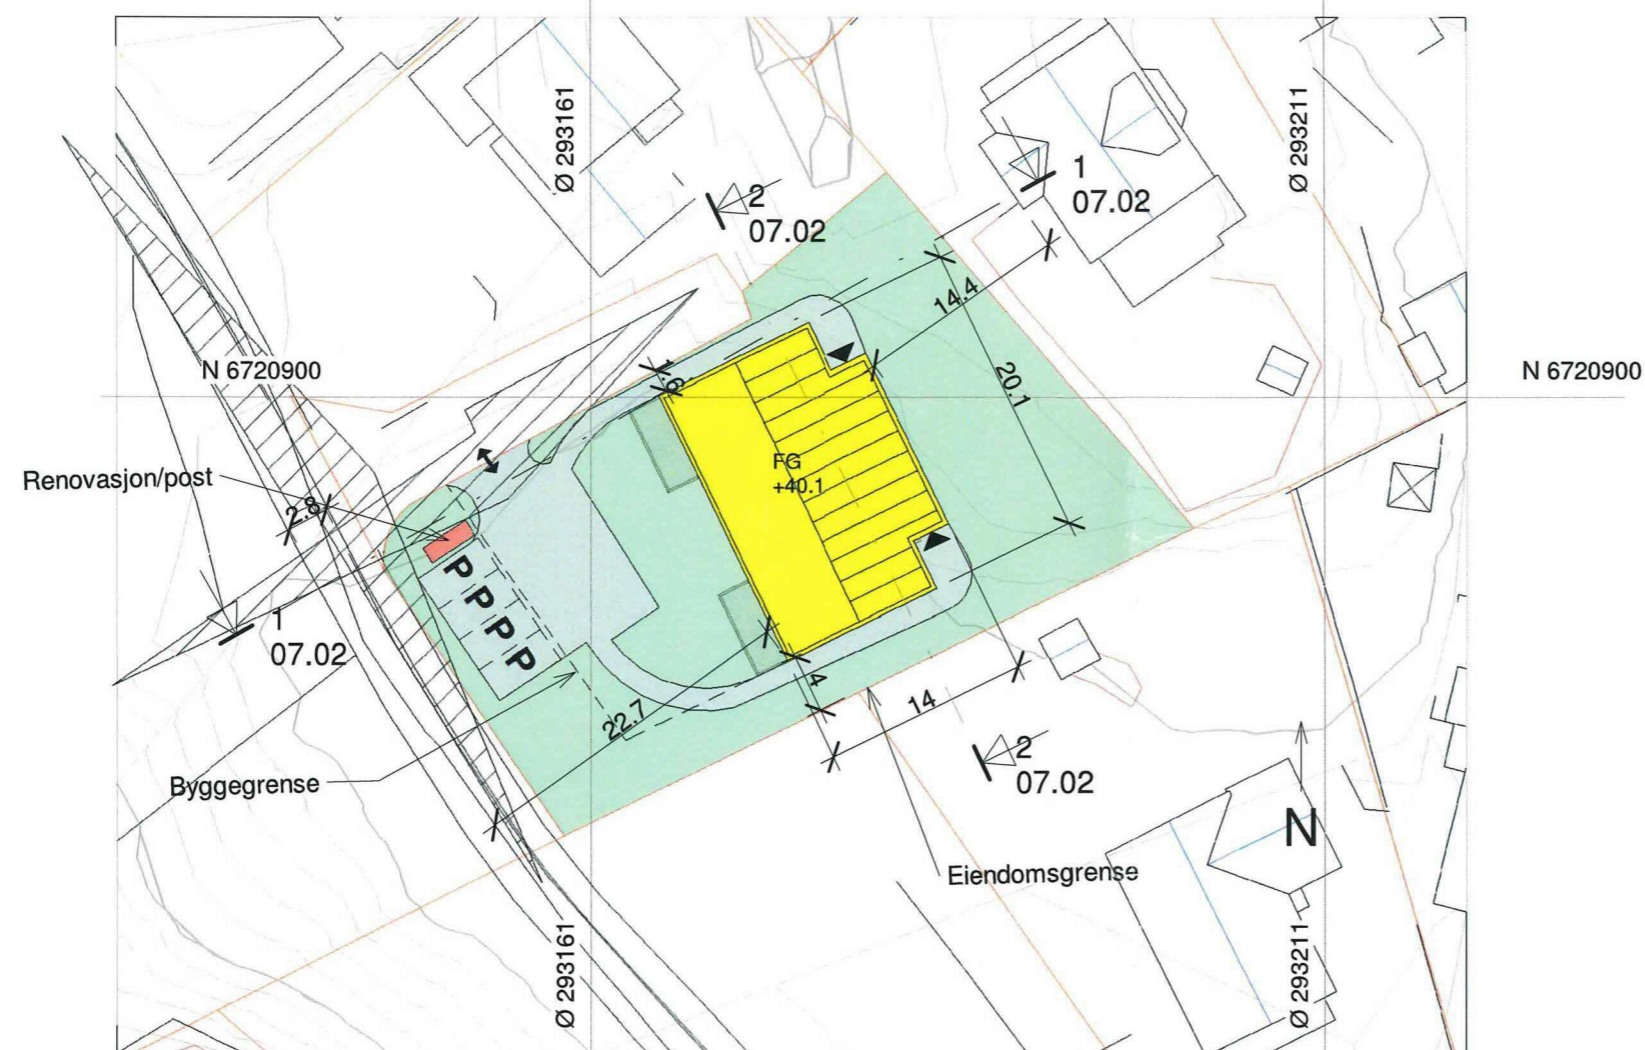 Ø 293161
Ø 293211
1
07.02
2
07.02
14.4
N 6720900
N 6720900
1.6
20.1
FG
+40.1
Renovasjon/post
2.8
P P P P
1
07.02
4
14
22.7
2
07.02
Byggegrense
N
Eiendomsgrense
Ø 293161
Ø 293211